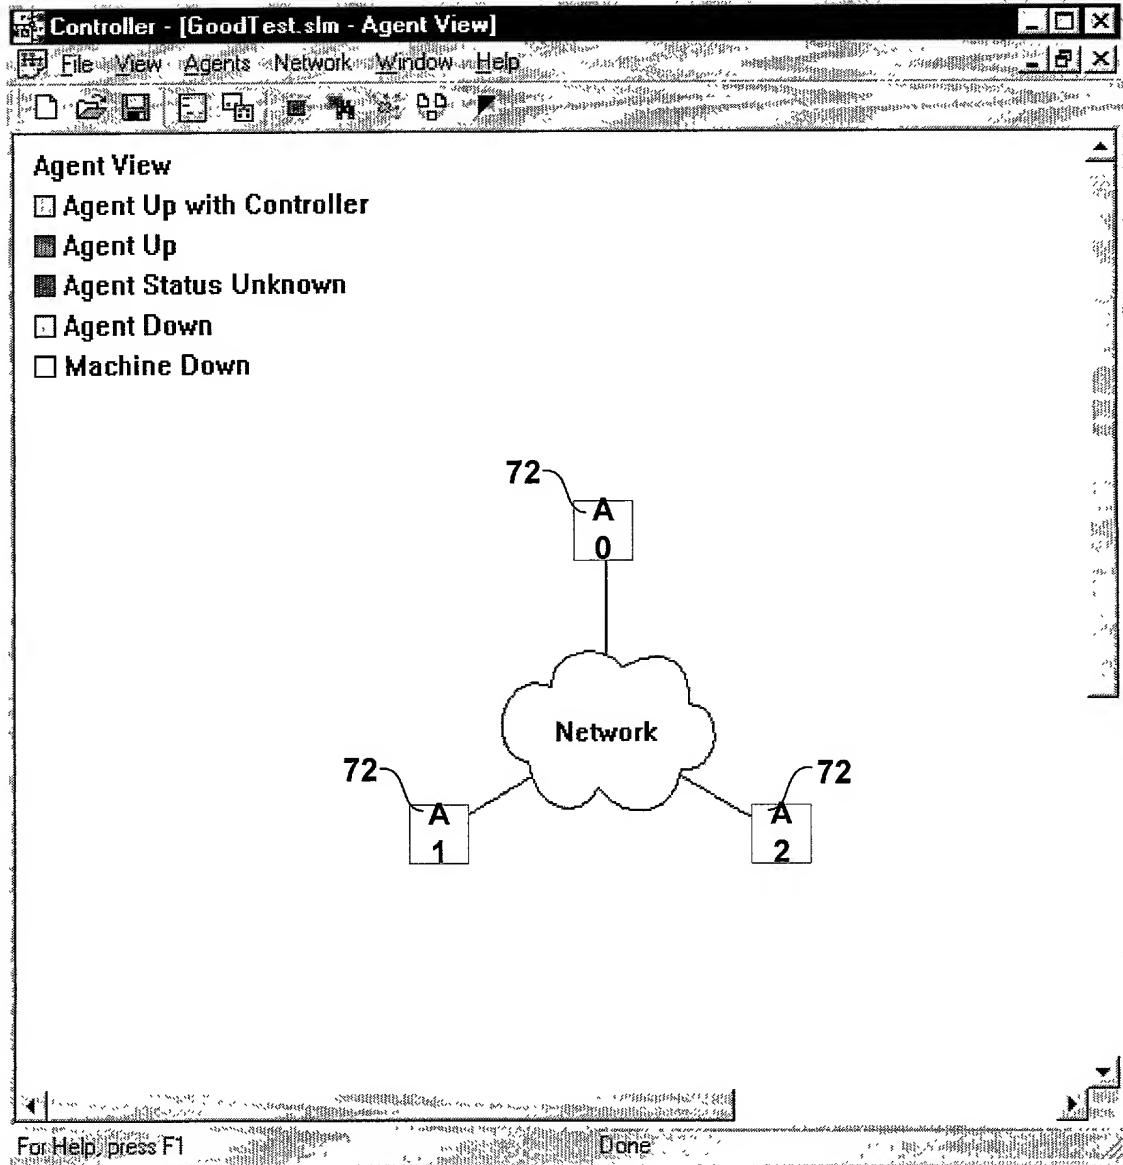 Controller - [GoodTest.slm - Agent View]
File View Agents Network Window Help
Agent View
Agent Up with Controller
Agent Up
Agent Status Unknown
Agent Down
Machine Down
72
A
0
Network
72
72
A
1
A
2
For Help, press F1
Done